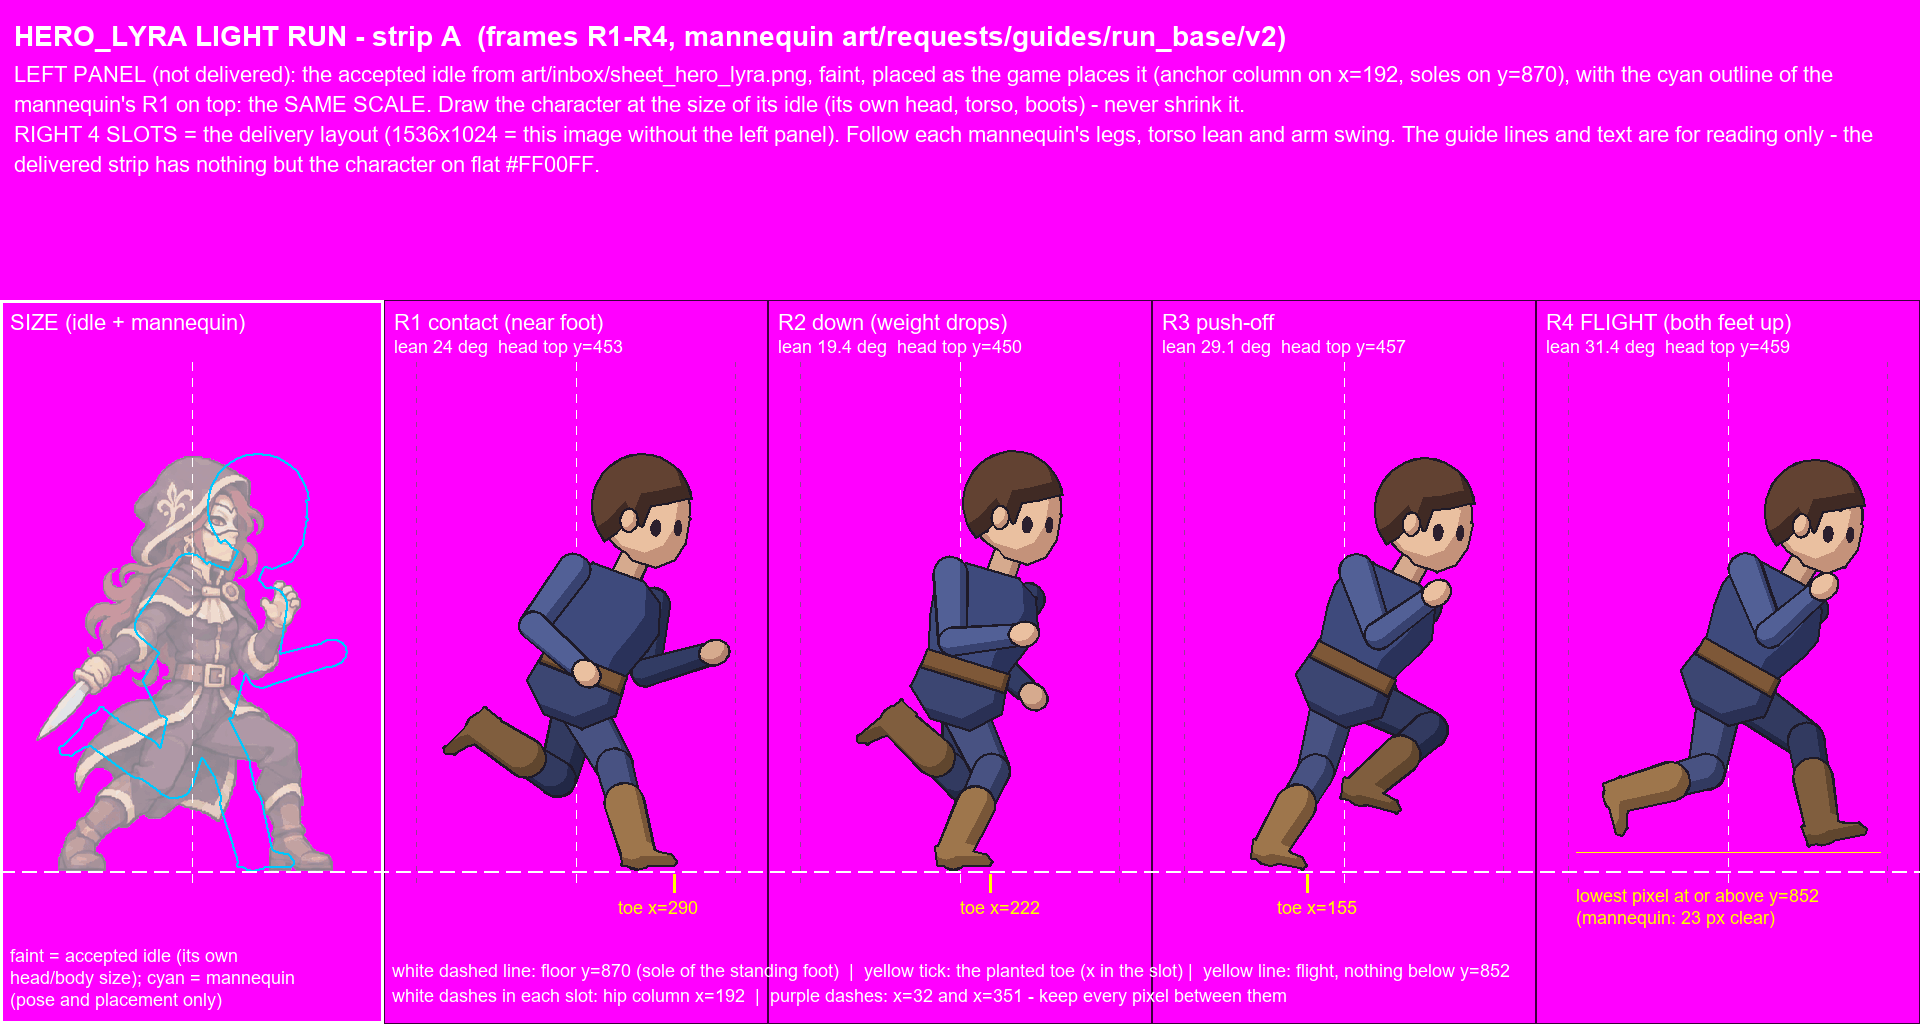 HERO_LYRA LIGHT RUN - strip A  (frames R1-R4, mannequin art/requests/guides/run_base/v2)
LEFT PANEL (not delivered): the accepted idle from art/inbox/sheet_hero_lyra.png, faint, placed as the game places it (anchor column on x=192, soles on y=870), with the cyan outline of the
mannequin's R1 on top: the SAME SCALE. Draw the character at the size of its idle (its own head, torso, boots) - never shrink it.
RIGHT 4 SLOTS = the delivery layout (1536x1024 = this image without the left panel). Follow each mannequin's legs, torso lean and arm swing. The guide lines and text are for reading only - the
delivered strip has nothing but the character on flat #FF00FF.
SIZE (idle + mannequin)
R1 contact (near foot)
lean 24 deg  head top y=453
R2 down (weight drops)
lean 19.4 deg  head top y=450
R3 push-off
lean 29.1 deg  head top y=457
R4 FLIGHT (both feet up)
lean 31.4 deg  head top y=459
toe x=290
toe x=222
toe x=155
lowest pixel at or above y=852
(mannequin: 23 px clear)
faint = accepted idle (its own
head/body size); cyan = mannequin
(pose and placement only)
white dashed line: floor y=870 (sole of the standing foot)  |  yellow tick: the planted toe (x in the slot) |  yellow line: flight, nothing below y=852
white dashes in each slot: hip column x=192  |  purple dashes: x=32 and x=351 - keep every pixel between them